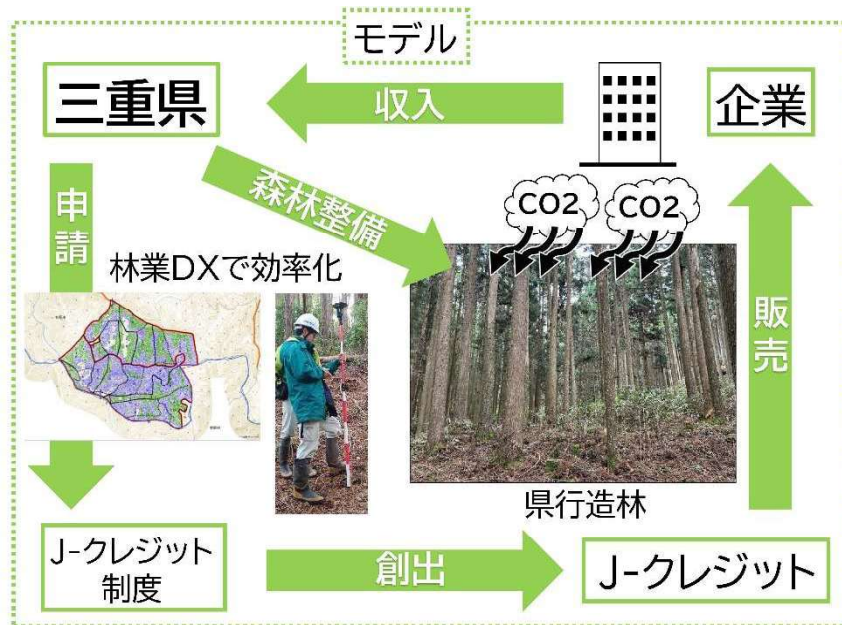 モデル
三重県
収入
企業
申請
森林整備
CO2
CO2
林業DXで効率化
販売
県行造林
J-クレジット
制度
創出
J-クレジット